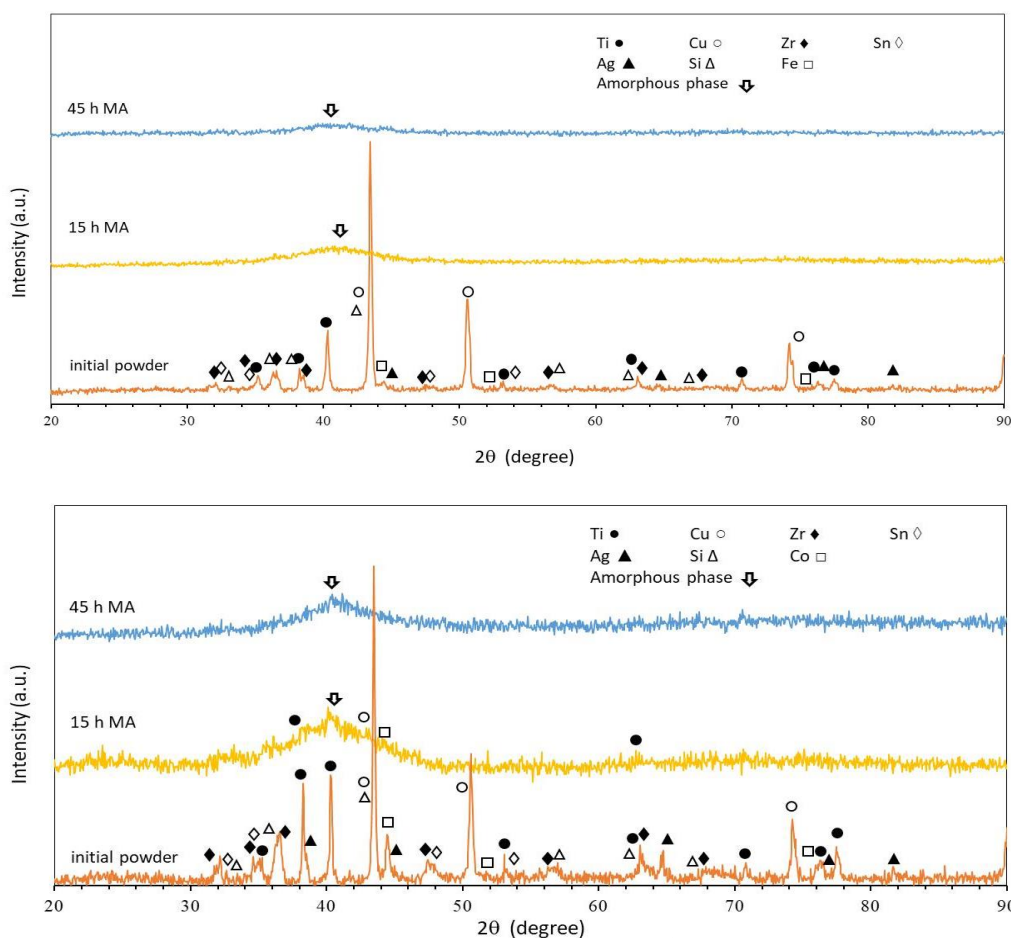 Ti ● Cu ○ Zr ♦ Sn ◊
Ag ▲ Si Δ Fe □
Amorphous phase ⇩
45 h MA
15 h MA
initial powder
Intensity (a.u.)
20 30 40 50 60 70 80 90
2θ (degree)
Ti ● Cu ○ Zr ♦ Sn ◊
Ag ▲ Si Δ Co □
Amorphous phase ⇩
45 h MA
15 h MA
initial powder
Intensity (a.u.)
20 30 40 50 60 70 80 90
2θ (degree)